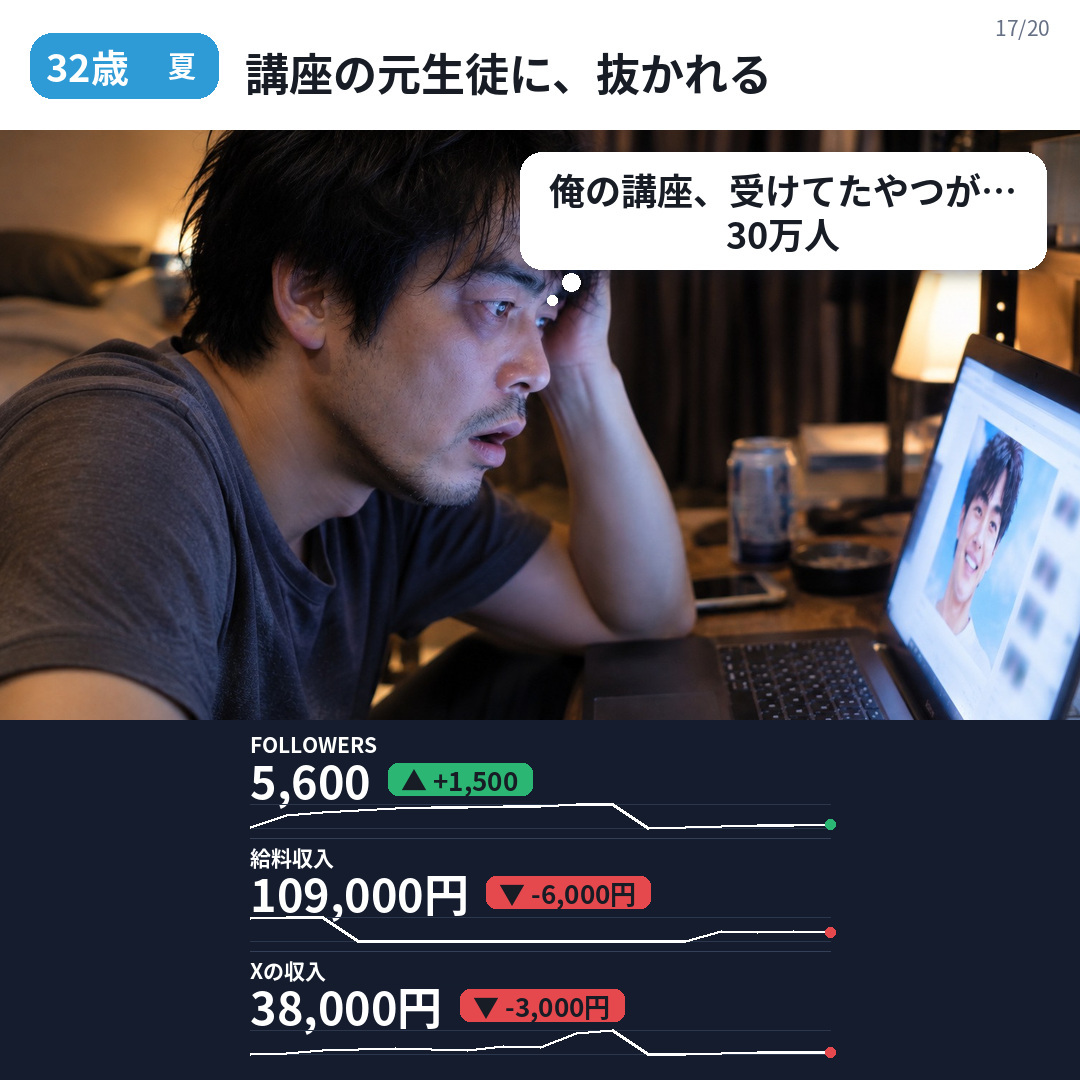 17/20
32歳 夏
講座の元生徒に、抜かれる
俺の講座、受けてたやつが…
30万人
FOLLOWERS
5,600 ▲ +1,500
給料収入
109,000円 ▼ -6,000円
Xの収入
38,000円 ▼ -3,000円